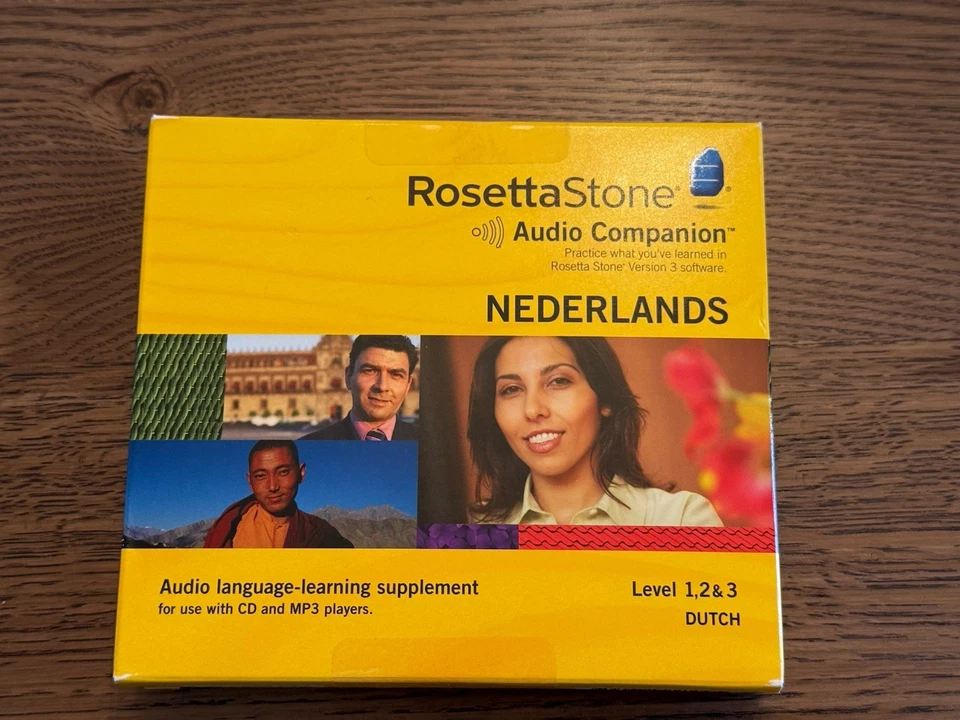 RosettaStone®
Audio Companion™
Practice what you've learned in
Rosetta Stone® Version 3 software.
NEDERLANDS
Audio language-learning supplement
for use with CD and MP3 players.
Level 1,2&3
DUTCH